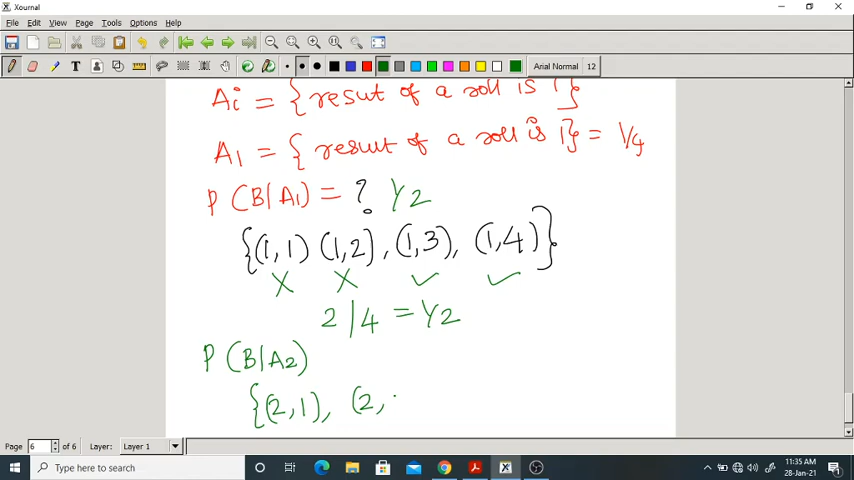 Xournal
File Edit View Page Tools Options Help
Arial Normal 12
Ai = { resut of a roll is i}
A1 = { result of a roll is 1} = 1/4
P (B/A1) = ? 1/2
{(1,1) (1,2), (1,3), (1,4)}
X X ✓ ✓
2/4 = 1/2
P (B/A2)
{(2,1), (2,
Page 6 of 6 Layer: Layer 1
Type here to search
11:35 AM
28-Jan-21